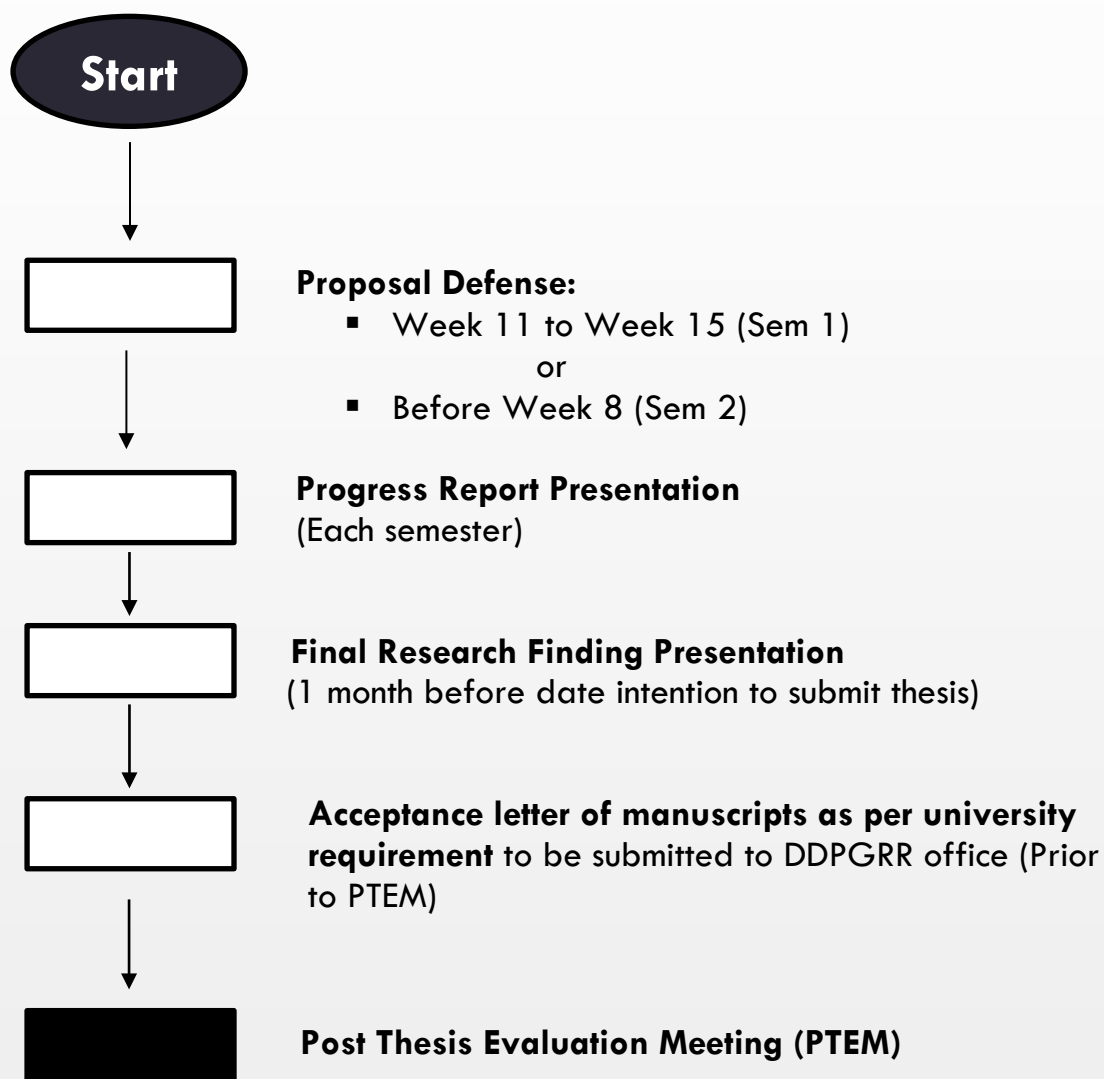 Start
Proposal Defense:
▪ Week 11 to Week 15 (Sem 1)
or
▪ Before Week 8 (Sem 2)
Progress Report Presentation
(Each semester)
Final Research Finding Presentation
(1 month before date intention to submit thesis)
Acceptance letter of manuscripts as per university
requirement to be submitted to DDPGRR office (Prior
to PTEM)
Post Thesis Evaluation Meeting (PTEM)